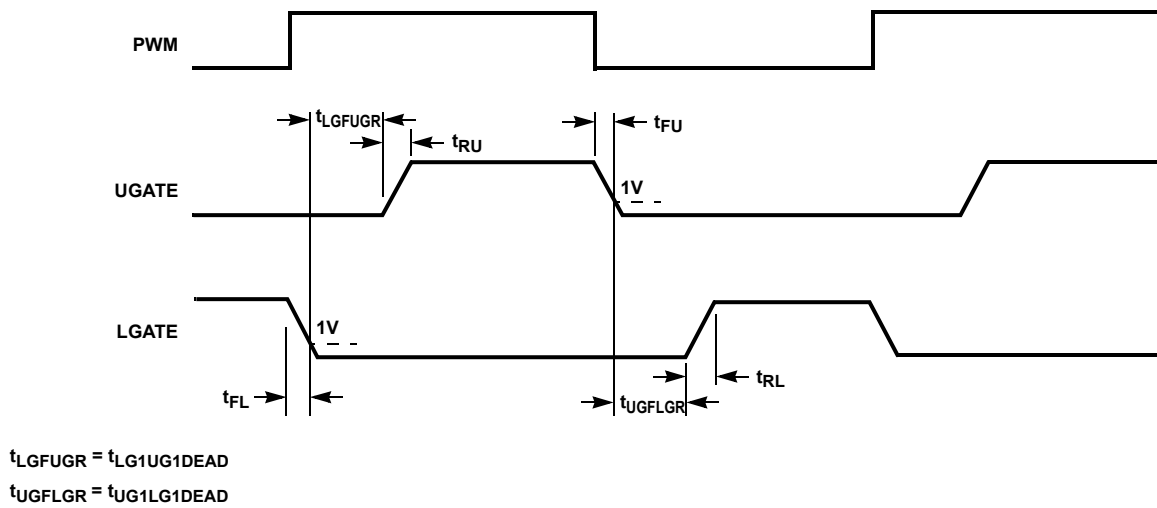 PWM
tLGFUGR
tFU
tRU
UGATE
1V
LGATE
1V
tFL
tRL
tUGFLGR
tLGFUGR = tLG1UG1DEAD
tUGFLGR = tUG1LG1DEAD